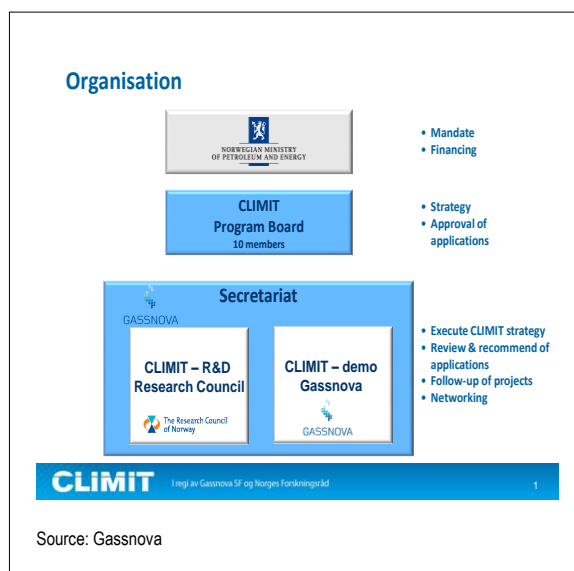 Organisation
NORWEGIAN MINISTRY
OF PETROLEUM AND ENERGY
• Mandate
• Financing
CLIMIT
Program Board
10 members
• Strategy
• Approval of
applications
Secretariat
GASSNOVA
CLIMIT – R&D
Research Council
The Research Council
of Norway
CLIMIT – demo
Gassnova
GASSNOVA
• Execute CLIMIT strategy
• Review & recommend of
applications
• Follow-up of projects
• Networking
CLIMIT I regi av Gassnova SF og Norges Forskningsråd 1
Source: Gassnova